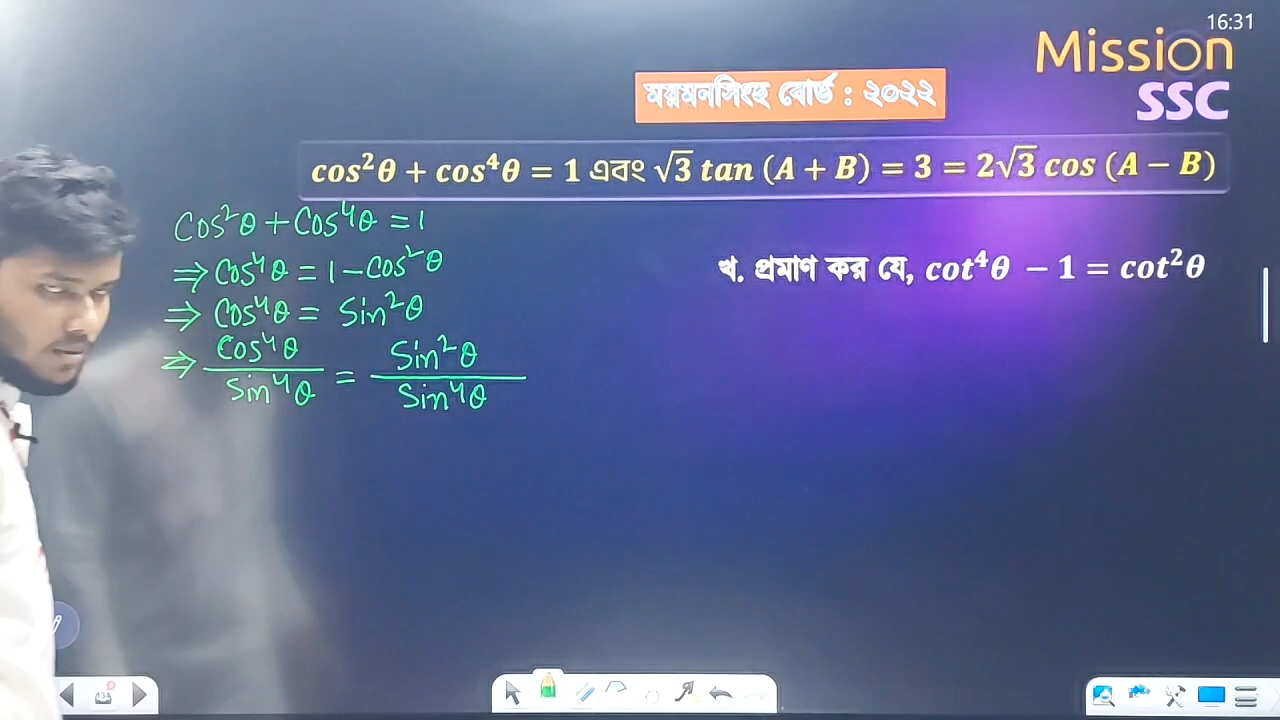 16:31
Mission
SSC
ময়মনসিংহ বোর্ড : ২০২২
cos²θ + cos⁴θ = 1 এবং √3 tan (A + B) = 3 = 2√3 cos (A − B)
Cos²θ + Cos⁴θ = 1
⇒ Cos⁴θ = 1 − Cos²θ
⇒ Cos⁴θ = Sin²θ
⇒ Cos⁴θ / Sin⁴θ = Sin²θ / Sin⁴θ
খ. প্রমাণ কর যে, cot⁴θ − 1 = cot²θ